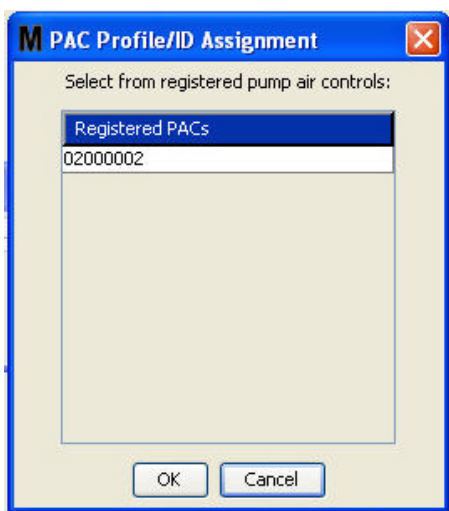 M PAC Profile/ID Assignment
Select from registered pump air controls:
Registered PACs
02000002
OK Cancel